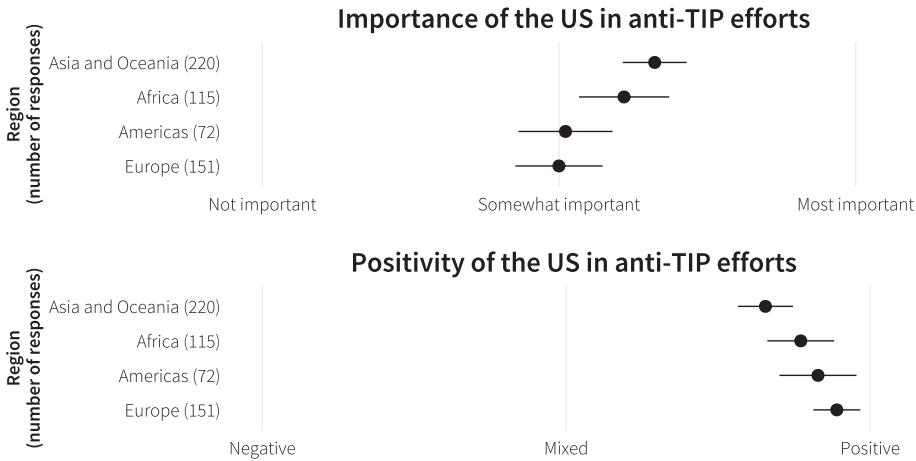 Importance of the US in anti-TIP efforts
Region
(number of responses)
Asia and Oceania (220)
Africa (115)
Americas (72)
Europe (151)
Not important
Somewhat important
Most important
Positivity of the US in anti-TIP efforts
Region
(number of responses)
Asia and Oceania (220)
Africa (115)
Americas (72)
Europe (151)
Negative
Mixed
Positive